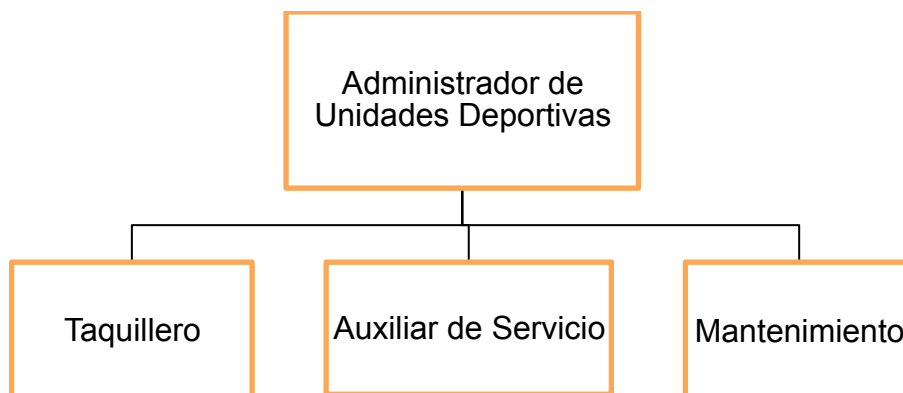 Administrador de
Unidades Deportivas
Taquillero
Auxiliar de Servicio
Mantenimiento